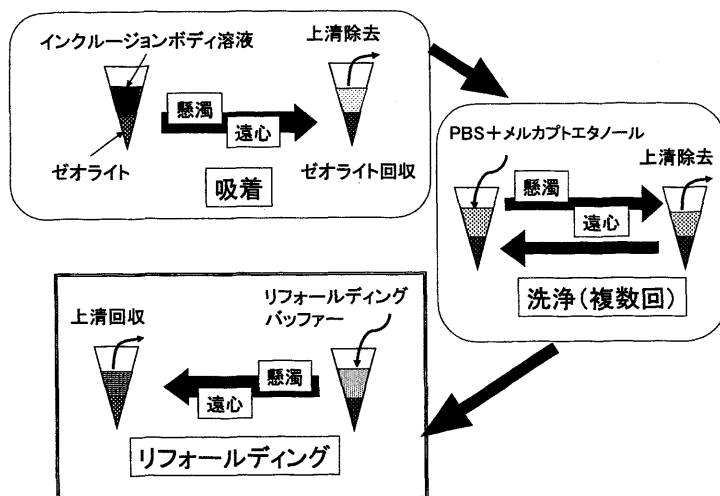 インクルージョンボディ溶液
上清除去
懸濁
遠心
ゼオライト
ゼオライト回収
吸着
PBS+メルカプトエタノール
上清除去
懸濁
遠心
洗浄(複数回)
リフォールディング
バッファー
上清回収
懸濁
遠心
リフォールディング